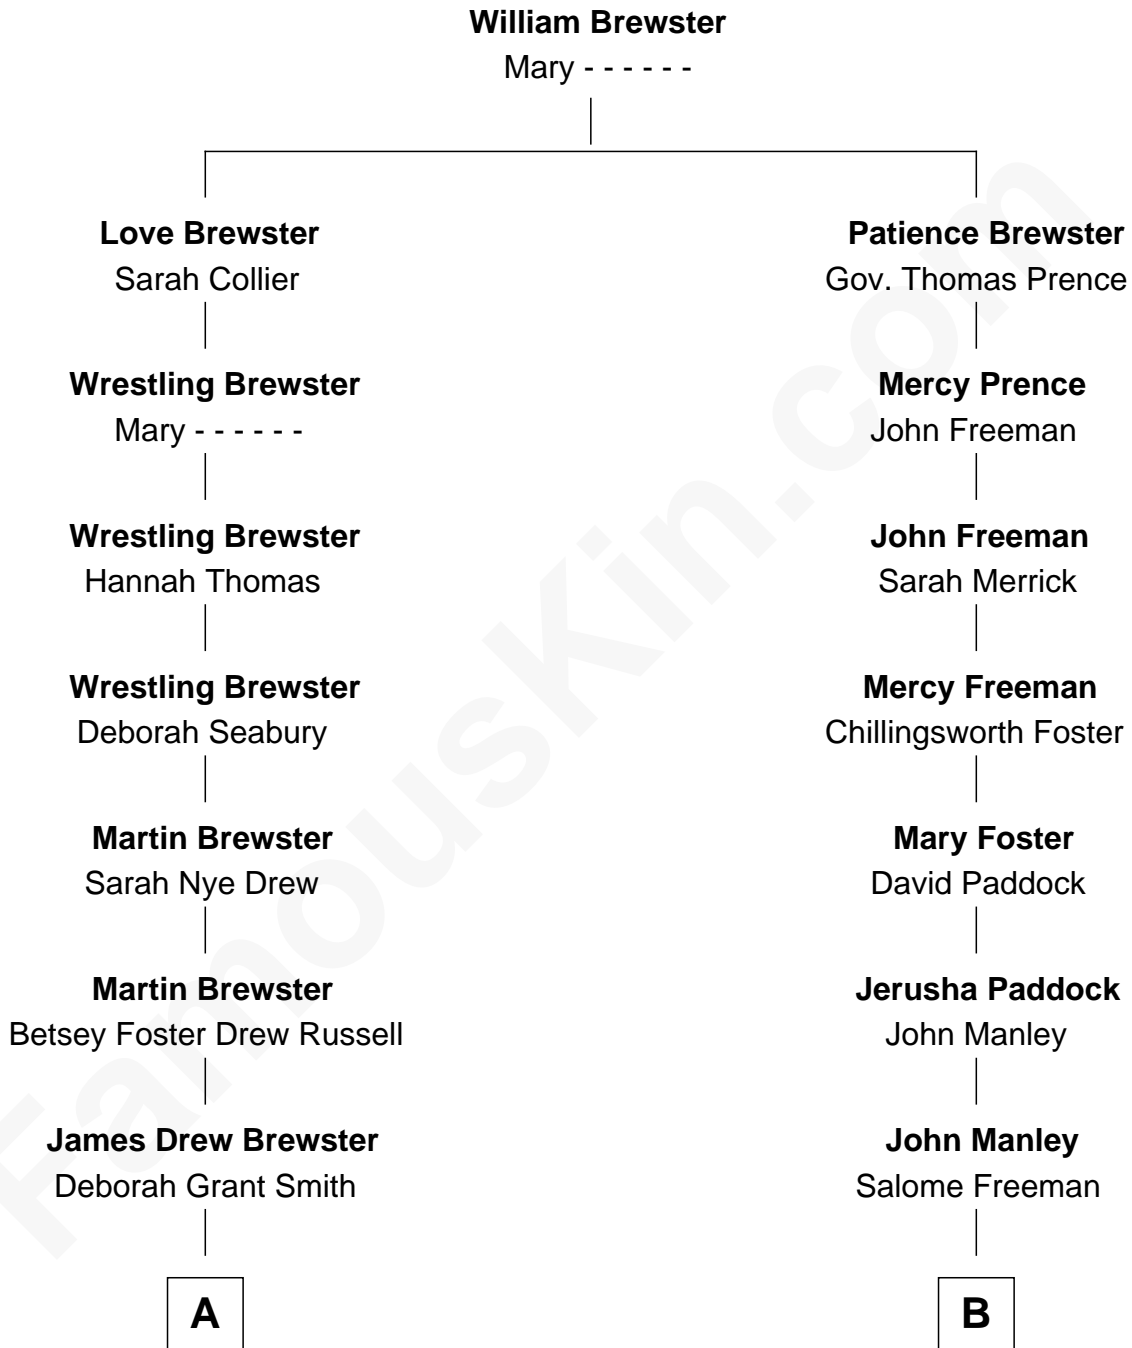 William Brewster
Mary - - - - - -
Love Brewster
Sarah Collier
Wrestling Brewster
Mary - - - - - -
Wrestling Brewster
Hannah Thomas
Wrestling Brewster
Deborah Seabury
Martin Brewster
Sarah Nye Drew
Martin Brewster
Betsey Foster Drew Russell
James Drew Brewster
Deborah Grant Smith
A
Patience Brewster
Gov. Thomas Prence
Mercy Prence
John Freeman
John Freeman
Sarah Merrick
Mercy Freeman
Chillingsworth Foster
Mary Foster
David Paddock
Jerusha Paddock
John Manley
John Manley
Salome Freeman
B
FamousKin.com